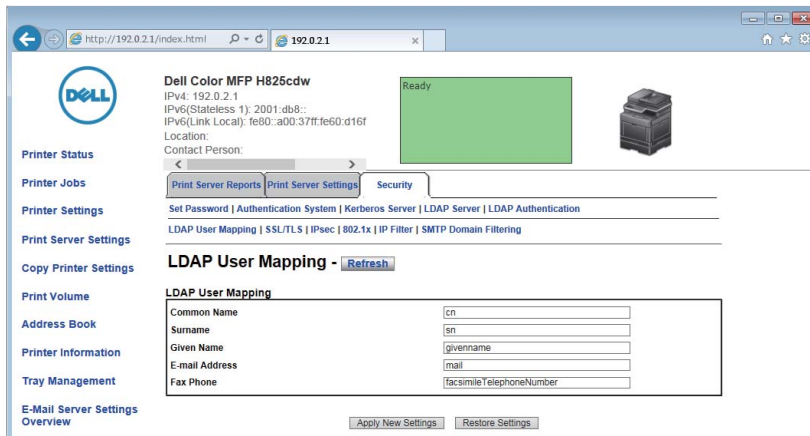 http://192.0.2.1/index.html
192.0.2.1
DELL
Dell Color MFP H825cdw
IPv4: 192.0.2.1
IPv6(Stateless 1): 2001:db8::
IPv6(Link Local): fe80::a00:37ff:fe60:d16f
Location:
Contact Person:
Ready
Printer Status
Printer Jobs
Printer Settings
Print Server Settings
Copy Printer Settings
Print Volume
Address Book
Printer Information
Tray Management
E-Mail Server Settings
Overview
Print Server Reports Print Server Settings Security
Set Password | Authentication System | Kerberos Server | LDAP Server | LDAP Authentication
LDAP User Mapping | SSL/TLS | IPsec | 802.1x | IP Filter | SMTP Domain Filtering
LDAP User Mapping - Refresh
LDAP User Mapping
Common Name cn
Surname sn
Given Name givenname
E-mail Address mail
Fax Phone facsimileTelephoneNumber
Apply New Settings Restore Settings